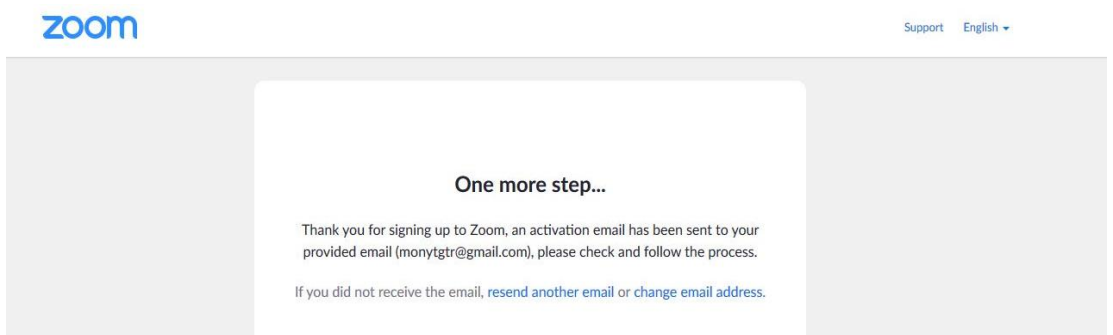 zoom
Support English
One more step...
Thank you for signing up to Zoom, an activation email has been sent to your
provided email (monytgtr@gmail.com), please check and follow the process.
If you did not receive the email, resend another email or change email address.